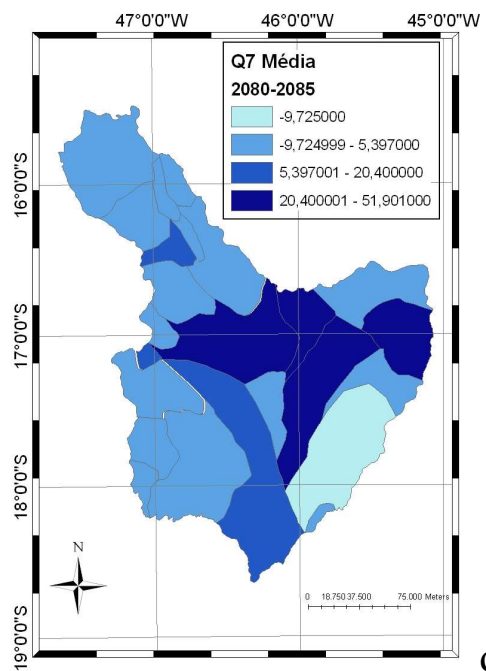 47°0'0"W 46°0'0"W 45°0'0"W
Q7 Média
2080-2085
-9,725000
-9,724999 - 5,397000
5,397001 - 20,400000
20,400001 - 51,901000
16°0'0"S
17°0'0"S
18°0'0"S
19°0'0"S
N
0 18.750 37.500 75.000 Meters